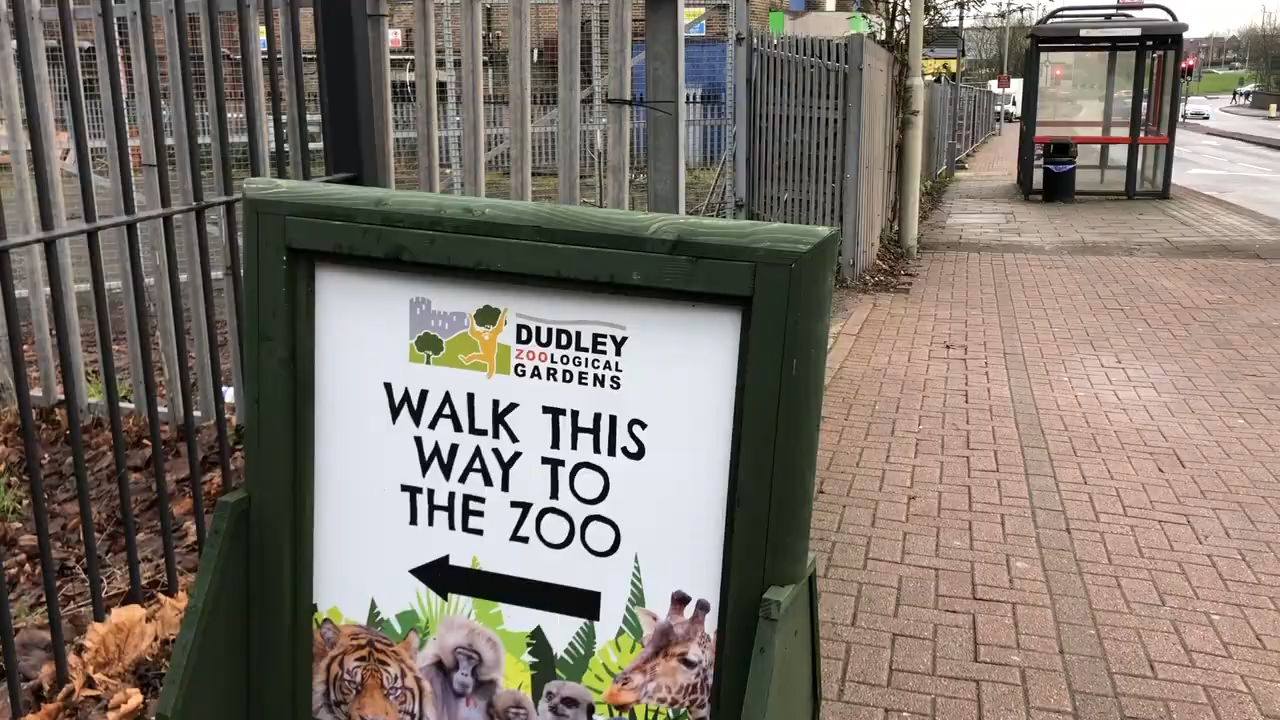 DUDLEY
ZOOLOGICAL
GARDENS
WALK THIS
WAY TO
THE ZOO